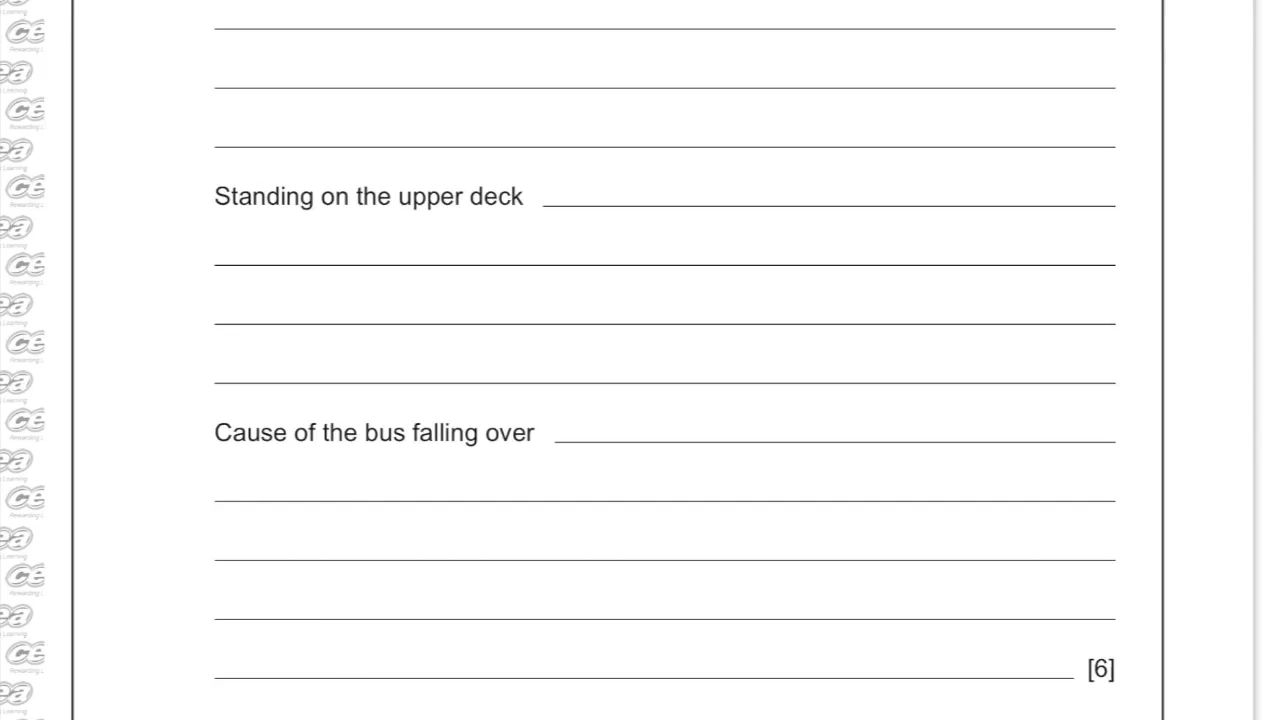 Standing on the upper deck
Cause of the bus falling over
[6]